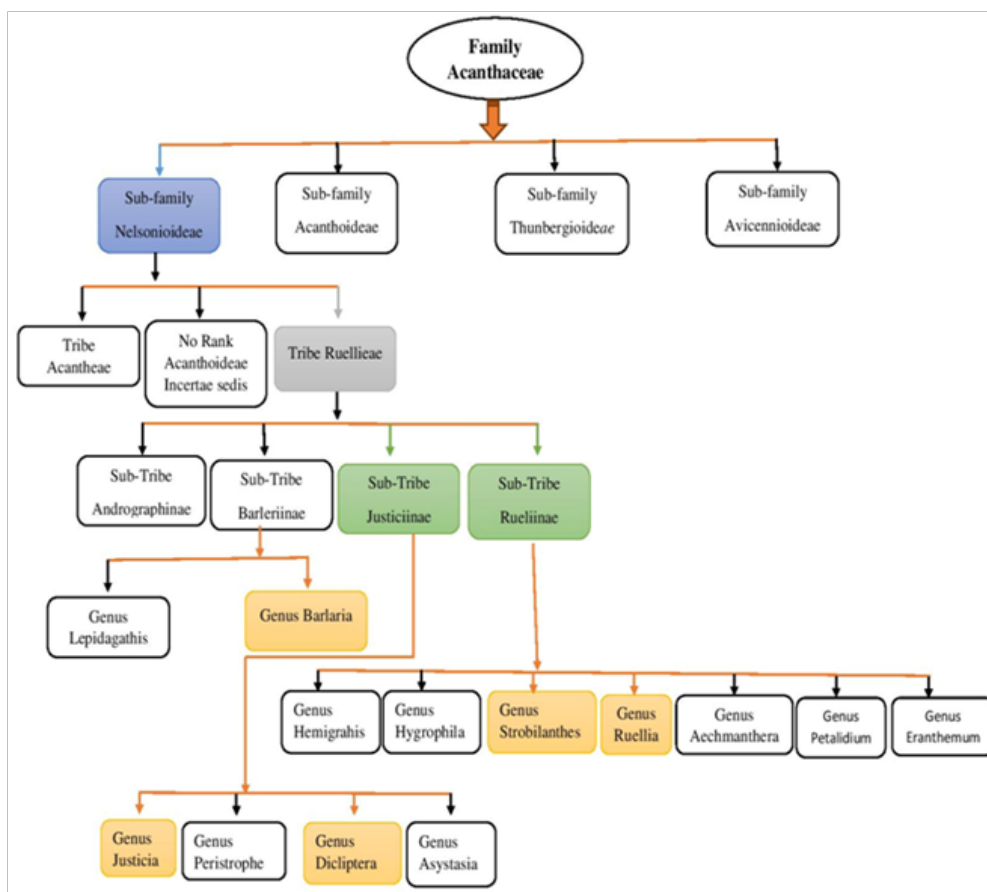 Family
Acanthaceae
Sub-family
Nelsonioideae
Sub-family
Acanthoideae
Sub-family
Thunbergioideae
Sub-family
Avicennioideae
Tribe
Acantheae
No Rank
Acanthoideae
Incertae sedis
Tribe Ruellieae
Sub-Tribe
Andrographinae
Sub-Tribe
Barleriinae
Sub-Tribe
Justiciinae
Sub-Tribe
Rueliinae
Genus
Lepidagathis
Genus Barlaria
Genus
Hemigrahis
Genus
Hygrophila
Genus
Strobilanthes
Genus
Ruellia
Genus
Aechmanthera
Genus
Petalidium
Genus
Eranthemum
Genus
Justicia
Genus
Peristrophe
Genus
Dicliptera
Genus
Asystasia